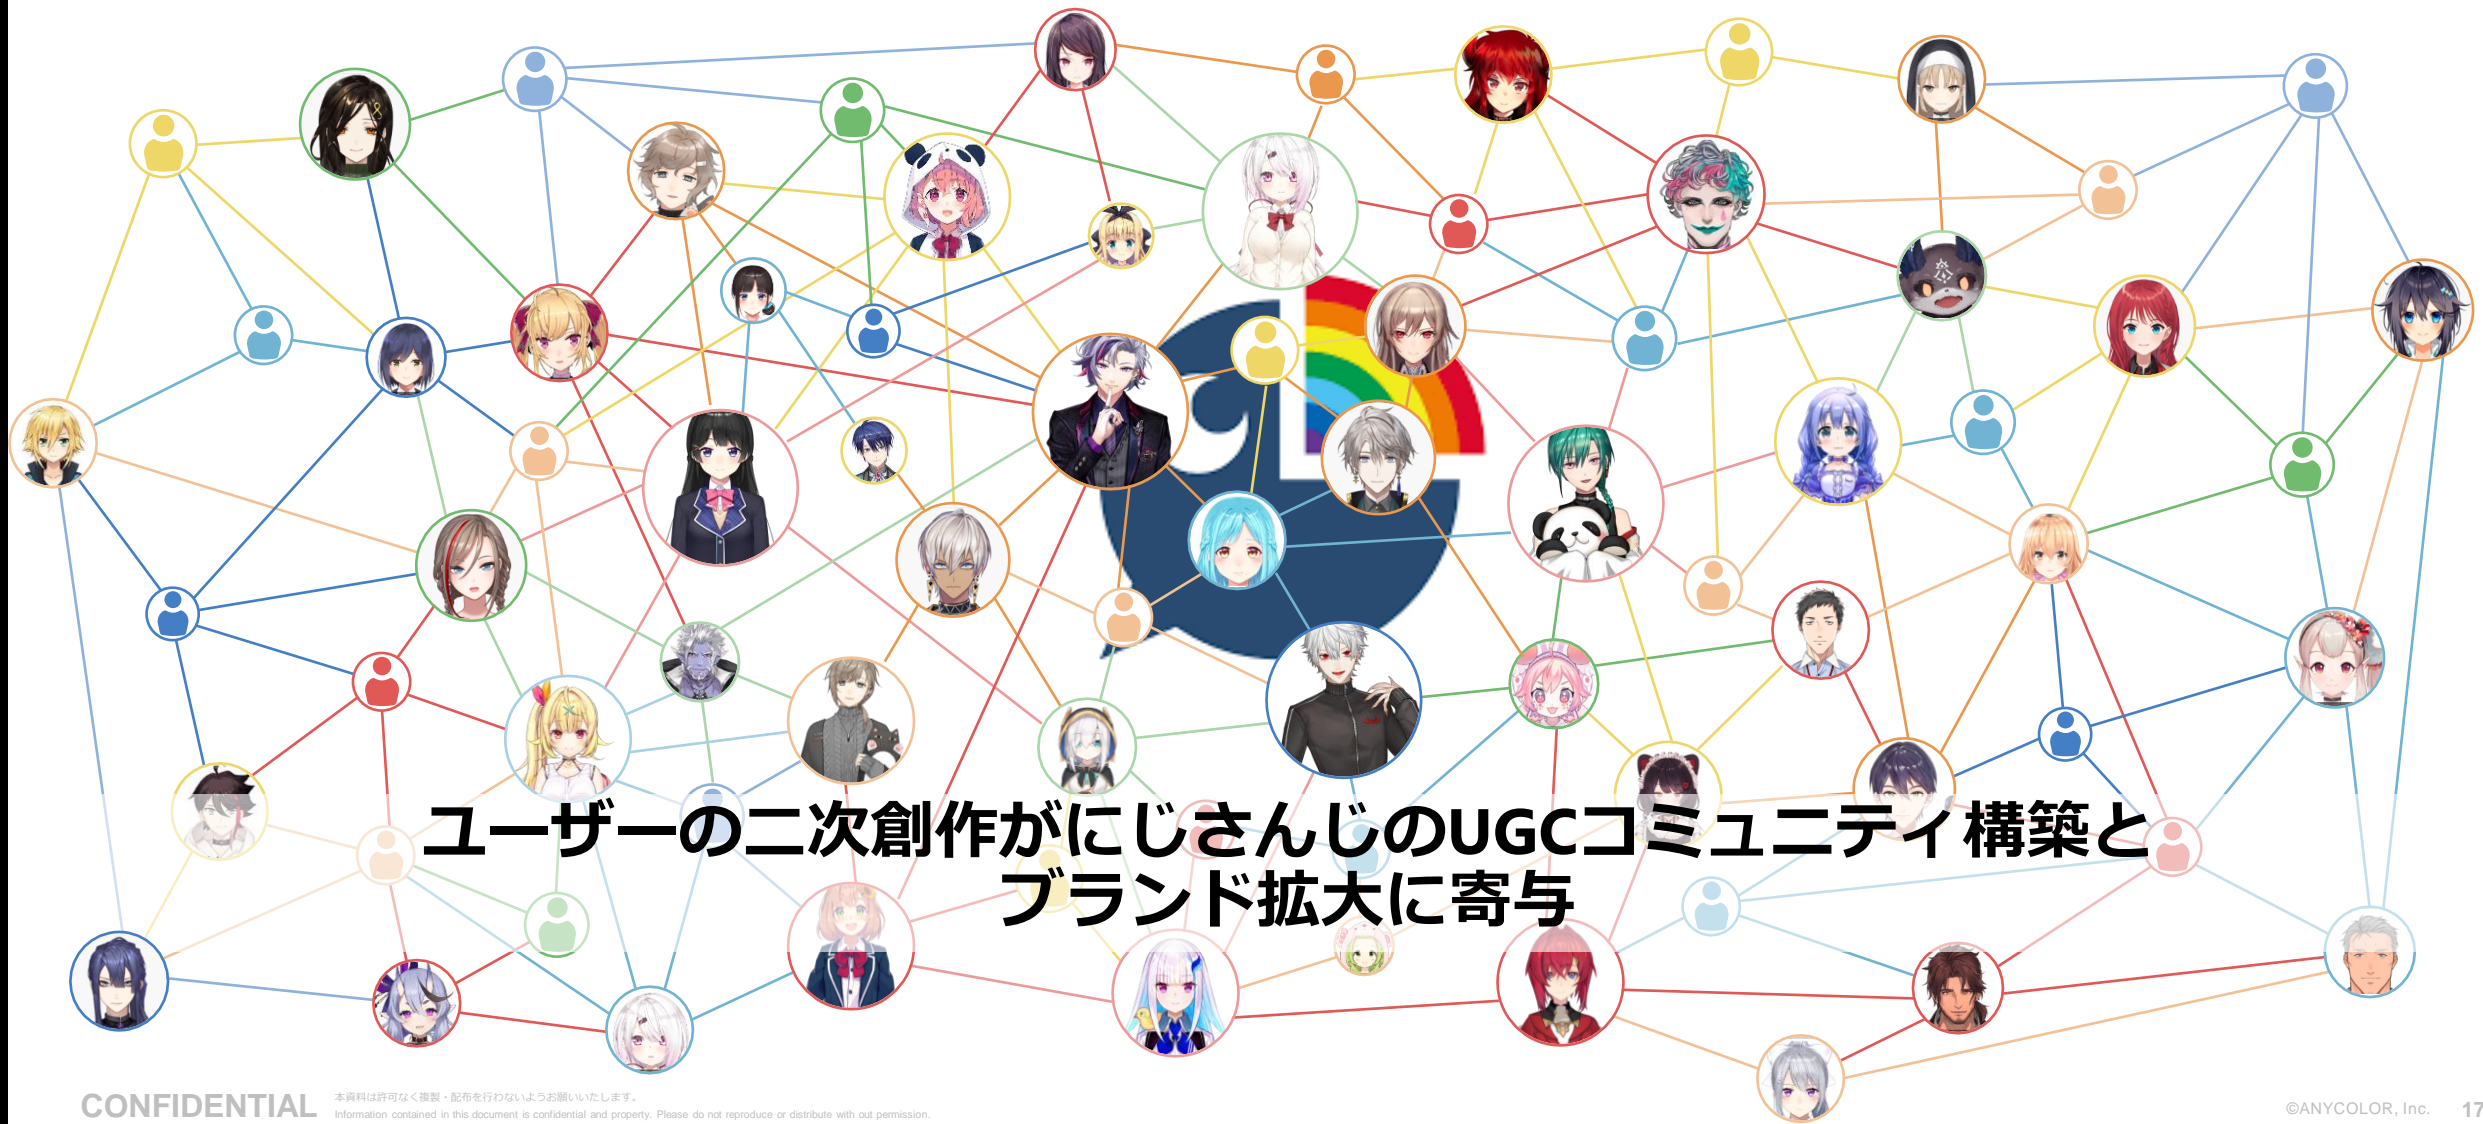 ユーザーの二次創作がにじさんじのUGCコミュニティ構築と
ブランド拡大に寄与
CONFIDENTIAL
本資料は許可なく複製・配布を行わないようお願いいたします。
Information contained in this document is confidential and property. Please do not reproduce or distribute with out permission.
©ANYCOLOR, Inc. 17